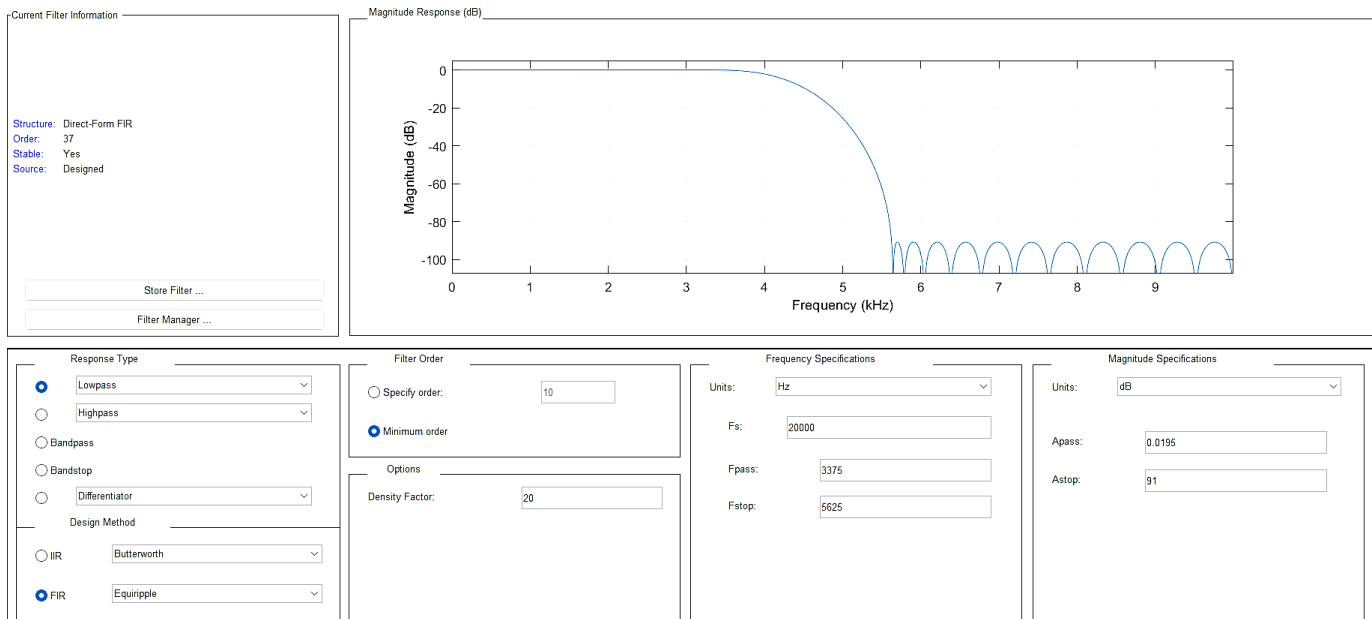 Current Filter Information
Structure: Direct-Form FIR
Order: 37
Stable: Yes
Source: Designed
Store Filter ...
Filter Manager ...
Magnitude Response (dB)
0
-20
-40
-60
-80
-100
Magnitude (dB)
0 1 2 3 4 5 6 7 8 9
Frequency (kHz)
Response Type
Lowpass
Highpass
Bandpass
Bandstop
Differentiator
Design Method
IIR Butterworth
FIR Equiripple
Filter Order
Specify order: 10
Minimum order
Options
Density Factor: 20
Frequency Specifications
Units: Hz
Fs: 20000
Fpass: 3375
Fstop: 5625
Magnitude Specifications
Units: dB
Apass: 0.0195
Astop: 91